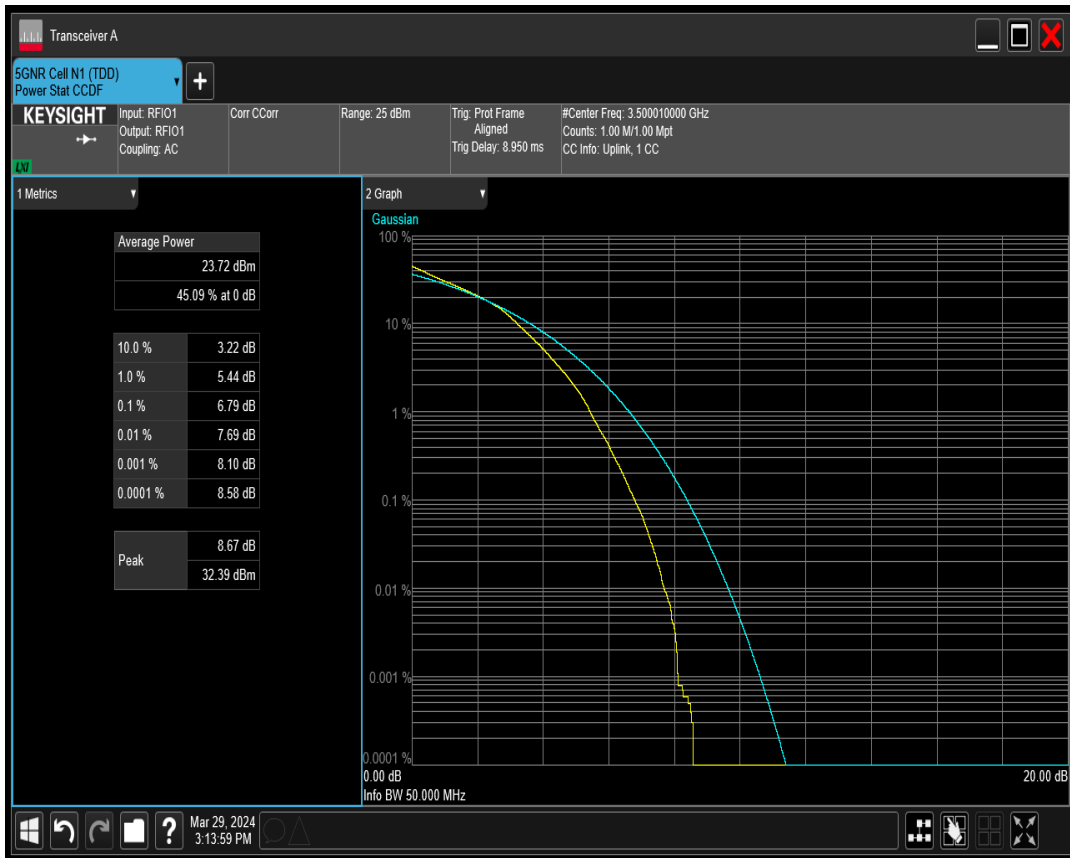 Transceiver A
5GNR Cell N1 (TDD)
Power Stat CCDF
+
KEYSIGHT
LXI
Input: RFIO1
Output: RFIO1
Coupling: AC
Corr CCorr
Range: 25 dBm
Trig: Prot Frame
Aligned
Trig Delay: 8.950 ms
#Center Freq: 3.500010000 GHz
Counts: 1.00 M/1.00 Mpt
CC Info: Uplink, 1 CC
1 Metrics
Average Power
23.72 dBm
45.09 % at 0 dB
10.0 % 3.22 dB
1.0 % 5.44 dB
0.1 % 6.79 dB
0.01 % 7.69 dB
0.001 % 8.10 dB
0.0001 % 8.58 dB
Peak 8.67 dB
32.39 dBm
2 Graph
Gaussian
100 %
10 %
1 %
0.1 %
0.01 %
0.001 %
0.0001 %
0.00 dB 20.00 dB
Info BW 50.000 MHz
?
Mar 29, 2024
3:13:59 PM